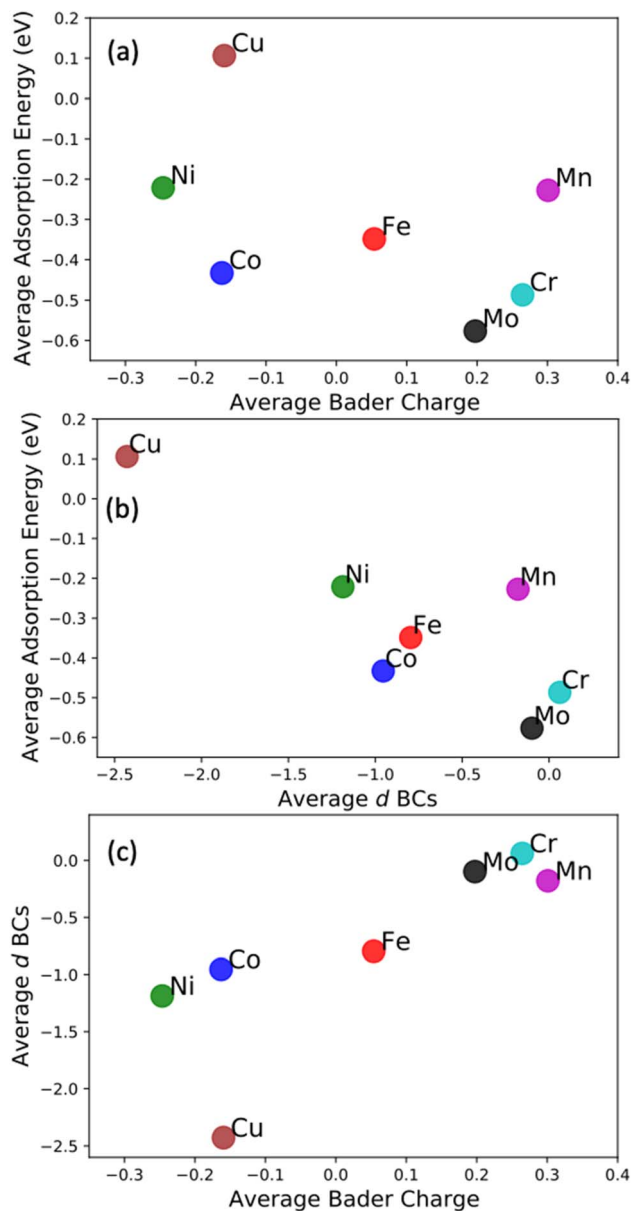 Average Adsorption Energy (eV)
0.2
0.1
0.0
−0.1
−0.2
−0.3
−0.4
−0.5
−0.6
(a)
Cu
Ni
Mn
Fe
Co
Cr
Mo
−0.3 −0.2 −0.1 0.0 0.1 0.2 0.3 0.4
Average Bader Charge
Average Adsorption Energy (eV)
0.2
0.1
0.0
−0.1
−0.2
−0.3
−0.4
−0.5
−0.6
Cu
(b)
Ni
Mn
Fe
Co
Cr
Mo
−2.5 −2.0 −1.5 −1.0 −0.5 0.0
Average d BCs
Average d BCs
0.0
−0.5
−1.0
−1.5
−2.0
−2.5
(c)
Cr
Mo
Mn
Fe
Co
Ni
Cu
−0.3 −0.2 −0.1 0.0 0.1 0.2 0.3 0.4
Average Bader Charge